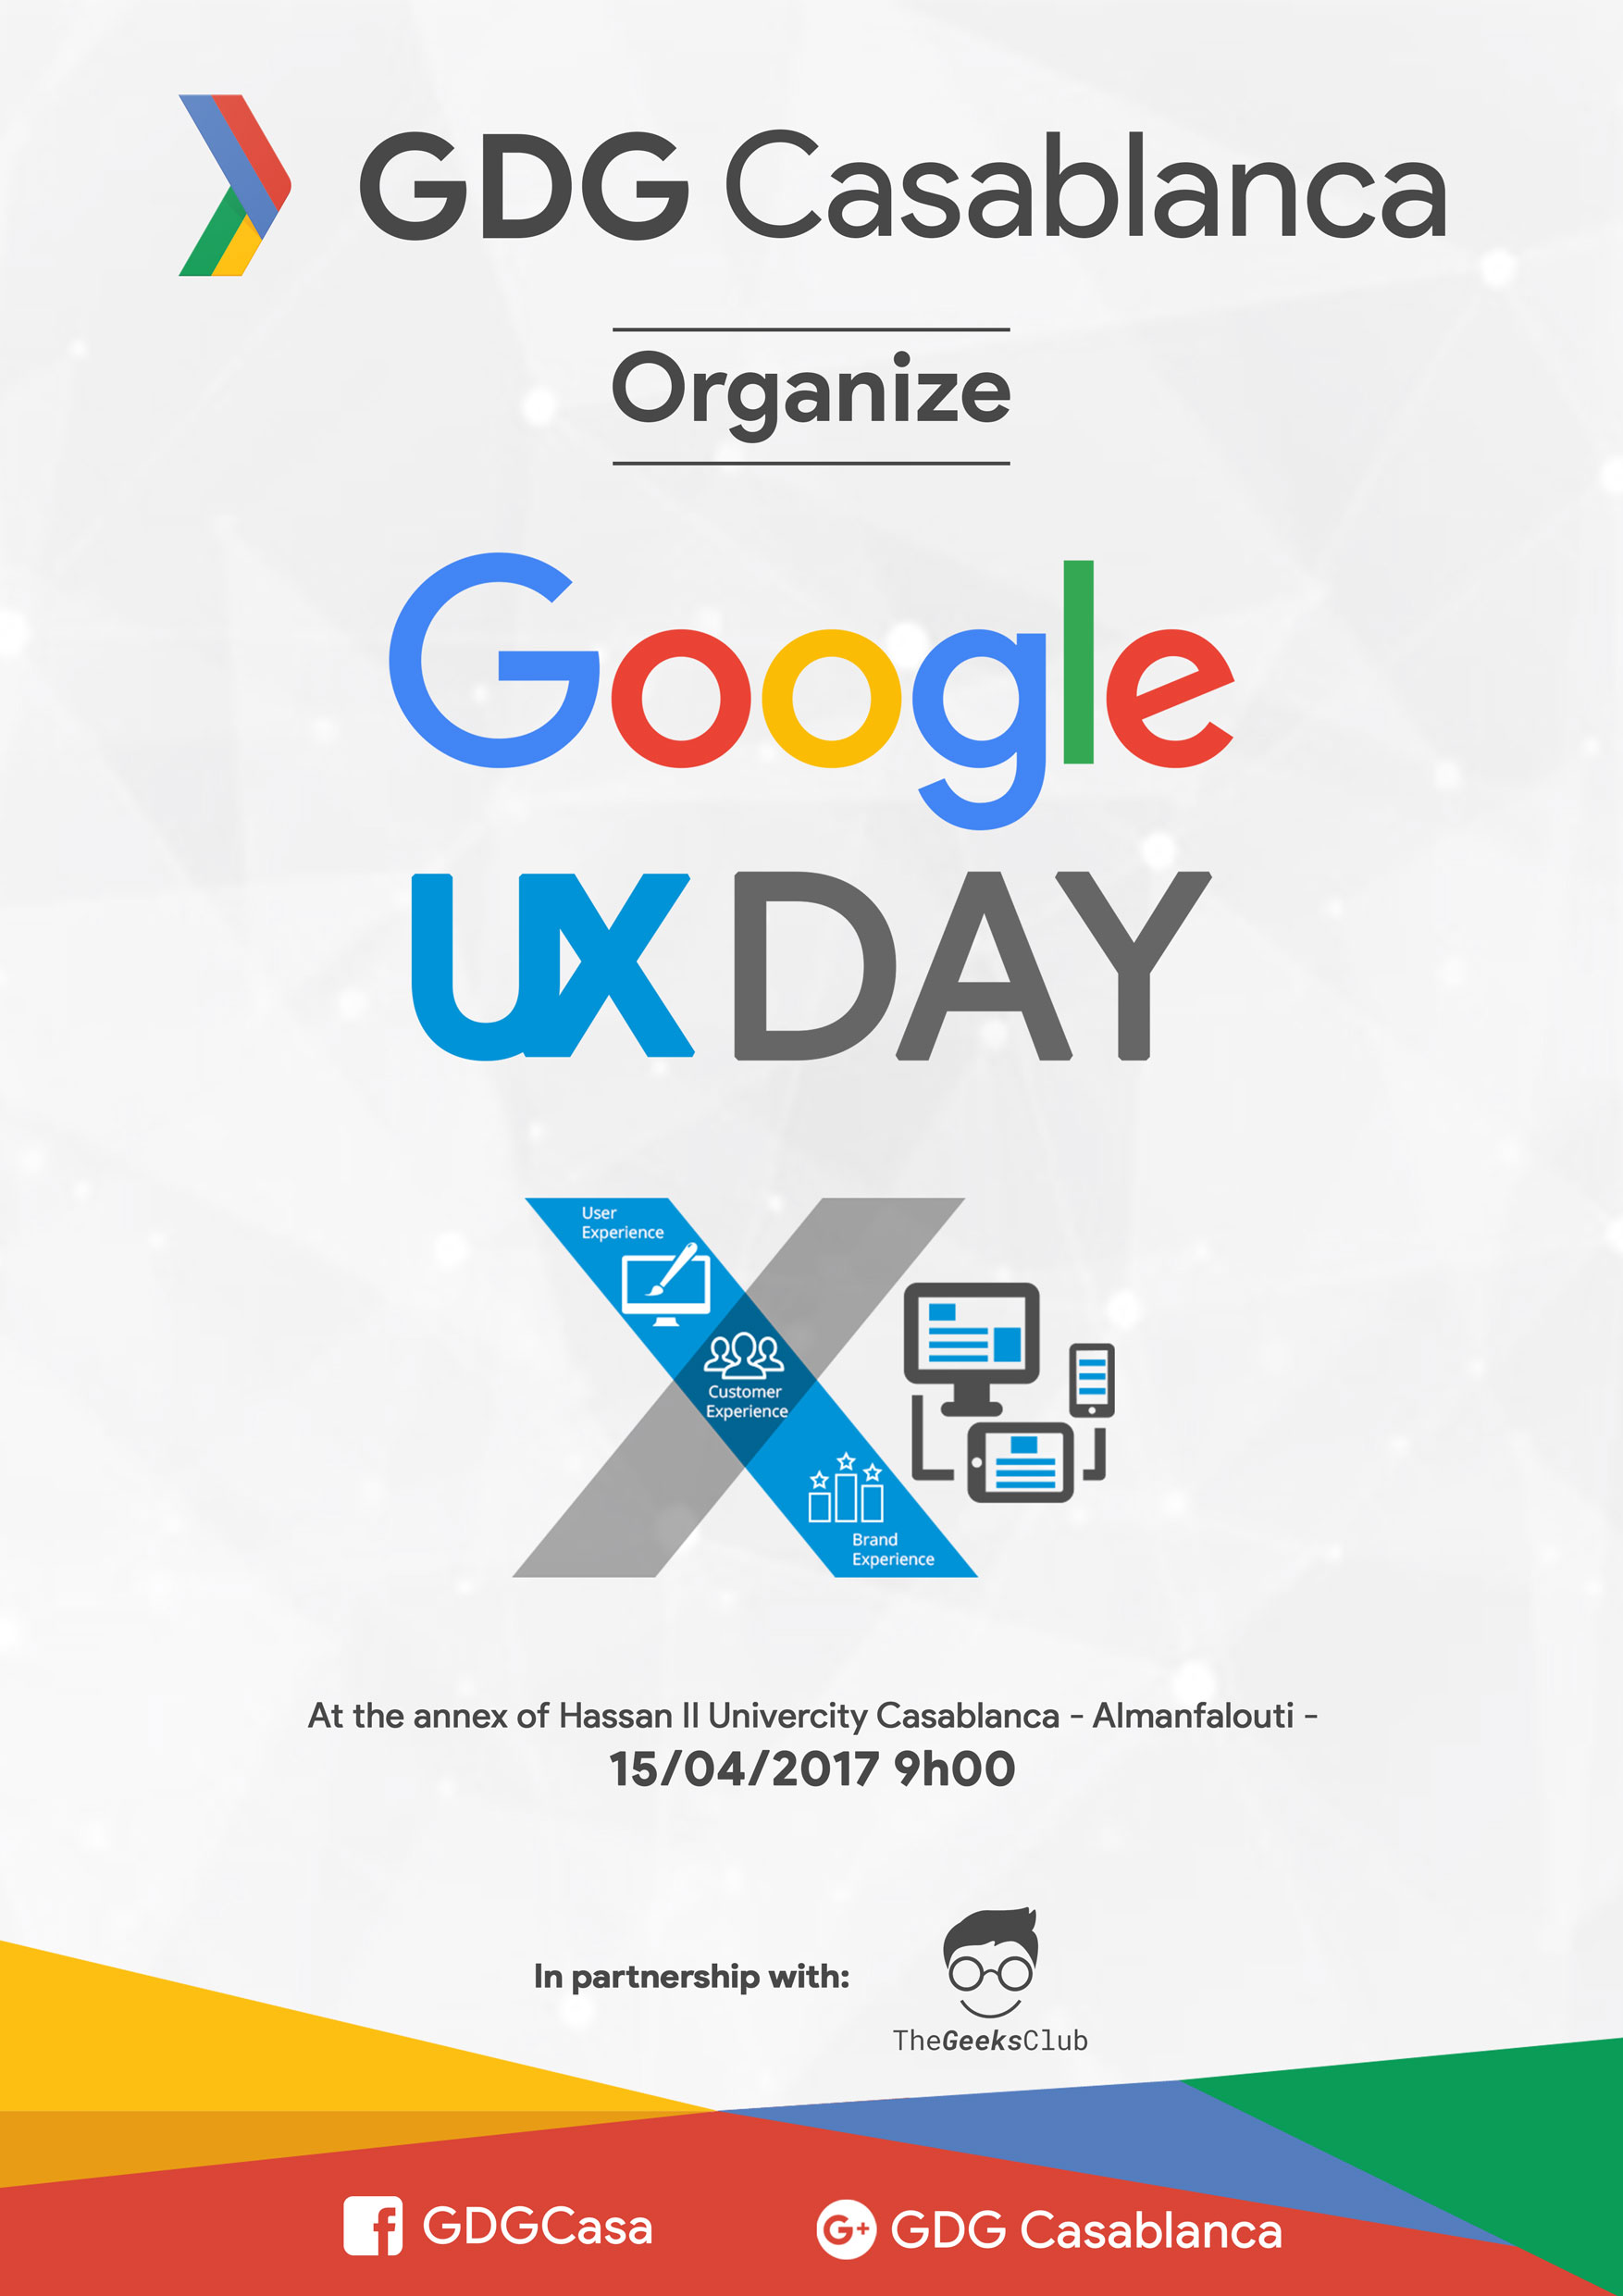 GDG Casablanca
Organize
Google
UX DAY
User
Experience
Customer
Experience
Brand
Experience
At the annex of Hassan II Univercity Casablanca - Almanfalouti -
15/04/2017 9h00
In partnership with:
TheGeeksClub
f GDGCasa
G+ GDG Casablanca